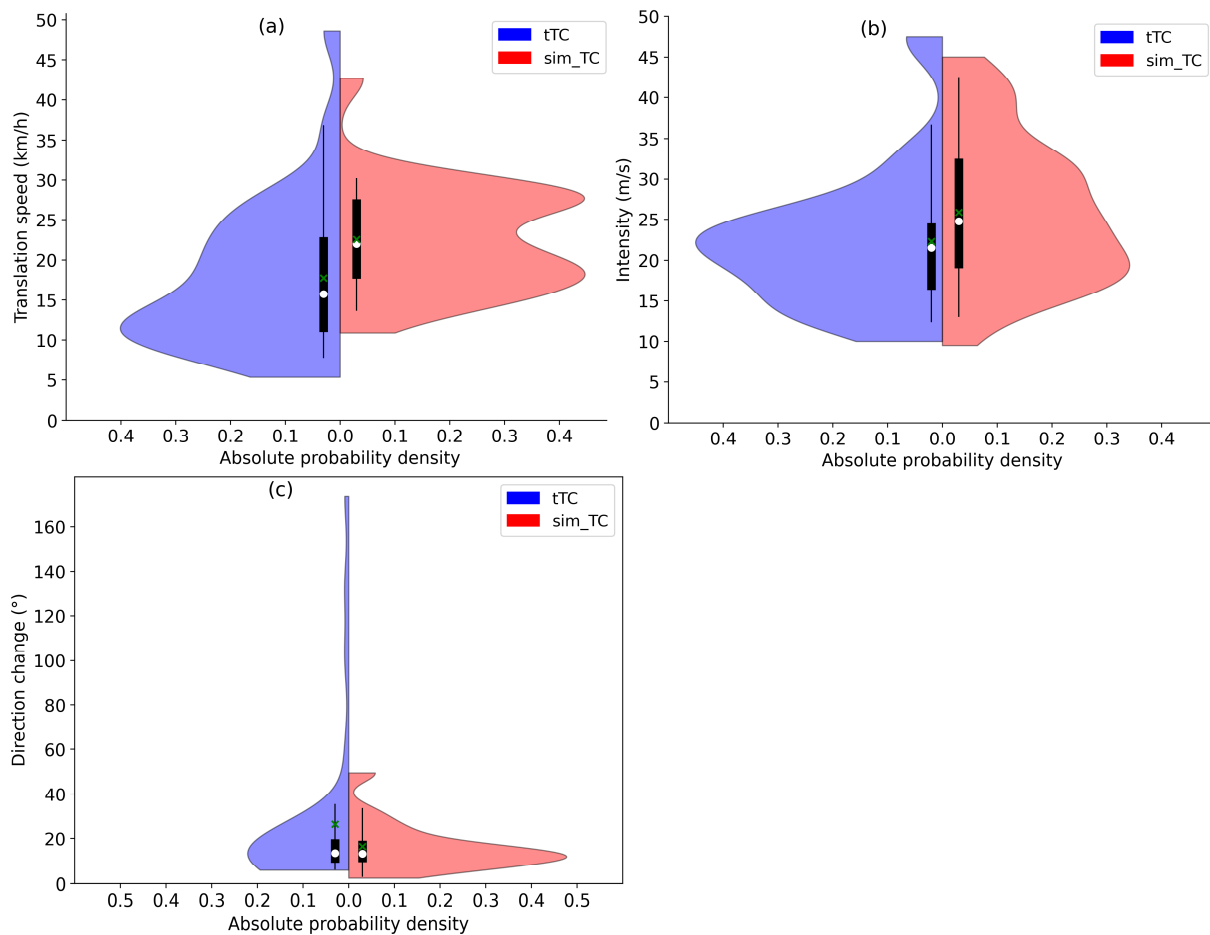 (a)
tTC
sim_TC
Translation speed (km/h)
50
45
40
35
30
25
20
15
10
5
0
0.4 0.3 0.2 0.1 0.0 0.1 0.2 0.3 0.4
Absolute probability density
(b)
tTC
sim_TC
Intensity (m/s)
50
45
40
35
30
25
20
15
10
5
0
0.4 0.3 0.2 0.1 0.0 0.1 0.2 0.3 0.4
Absolute probability density
(c)
tTC
sim_TC
Direction change (°)
160
140
120
100
80
60
40
20
0
0.5 0.4 0.3 0.2 0.1 0.0 0.1 0.2 0.3 0.4 0.5
Absolute probability density